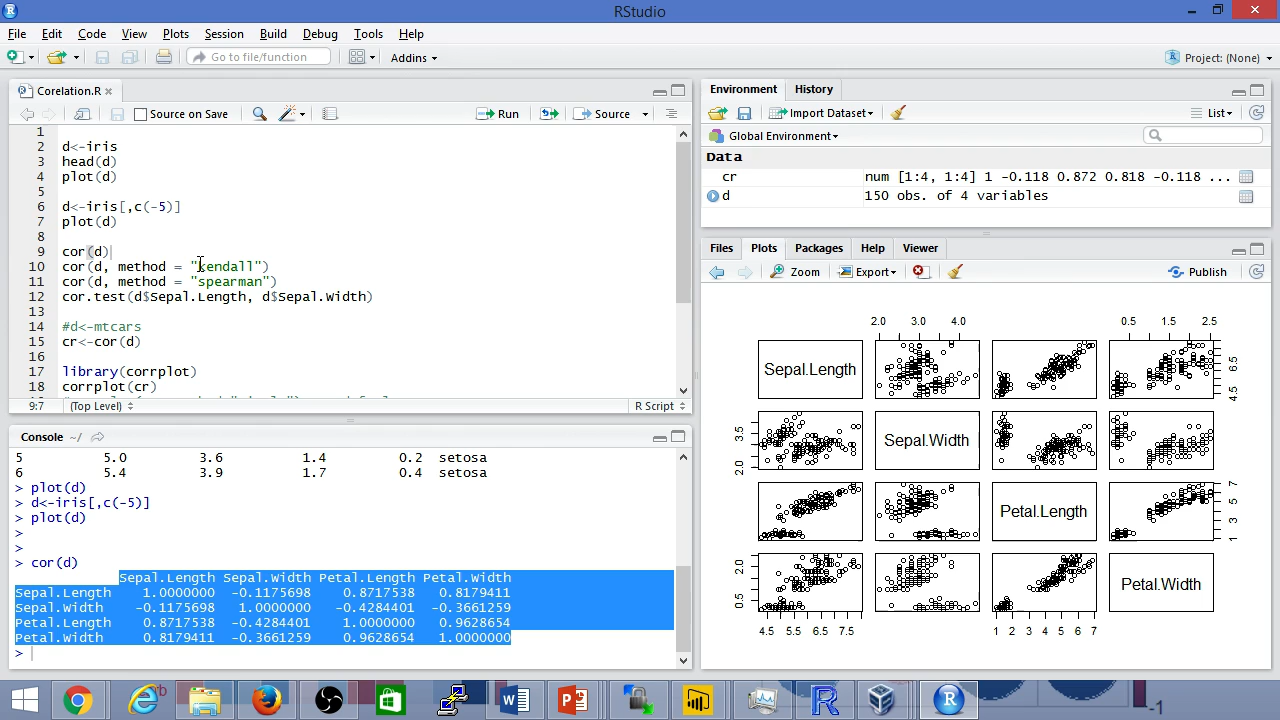 RStudio
File Edit Code View Plots Session Build Debug Tools Help
Go to file/function Addins Project: (None)
Corelation.R
Source on Save Run Source
1
2 d<-iris
3 head(d)
4 plot(d)
5
6 d<-iris[,c(-5)]
7 plot(d)
8
9 cor(d)
10 cor(d, method = "kendall")
11 cor(d, method = "spearman")
12 cor.test(d$Sepal.Length, d$Sepal.Width)
13
14 #d<-mtcars
15 cr<-cor(d)
16
17 library(corrplot)
18 corrplot(cr)
9:7 (Top Level) R Script
Console ~/
5 5.0 3.6 1.4 0.2 setosa
6 5.4 3.9 1.7 0.4 setosa
> plot(d)
> d<-iris[,c(-5)]
> plot(d)
>
>
> cor(d)
Sepal.Length Sepal.Width Petal.Length Petal.Width
Sepal.Length 1.0000000 -0.1175698 0.8717538 0.8179411
Sepal.Width -0.1175698 1.0000000 -0.4284401 -0.3661259
Petal.Length 0.8717538 -0.4284401 1.0000000 0.9628654
Petal.Width 0.8179411 -0.3661259 0.9628654 1.0000000
>
Environment History
Import Dataset List
Global Environment
Data
cr num [1:4, 1:4] 1 -0.118 0.872 0.818 -0.118 ...
d 150 obs. of 4 variables
Files Plots Packages Help Viewer
Zoom Export Publish
2.0 3.0 4.0 0.5 1.5 2.5
Sepal.Length 4.5 6.5
2.0 3.5 Sepal.Width
Petal.Length 1 3 5 7
0.5 2.0 Petal.Width
4.5 5.5 6.5 7.5 1 2 3 4 5 6 7
-1